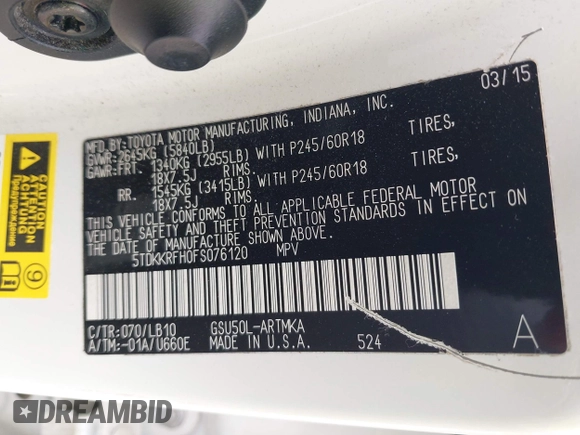 03/15
MFD.BY:TOYOTA MOTOR MANUFACTURING, INDIANA, INC.
GVWR:2645KG (5840LB)
GAWR:FRT. 1340KG (2955LB) WITH P245/60R18 TIRES,
18X7.5J RIMS.
RR. 1545KG (3415LB) WITH P245/60R18 TIRES,
18X7.5J RIMS.
THIS VEHICLE CONFORMS TO ALL APPLICABLE FEDERAL MOTOR
VEHICLE SAFETY AND THEFT PREVENTION STANDARDS IN EFFECT ON
THE DATE OF MANUFACTURE SHOWN ABOVE.
5TDKKRFH0FS076120 MPV
C/TR:070/LB10 GSU50L-ARTMKA
A/TM:-01A/U660E MADE IN U.S.A. 524 A
CAUTION
ATTENTION
ACHTUNG
9
DREAMBID